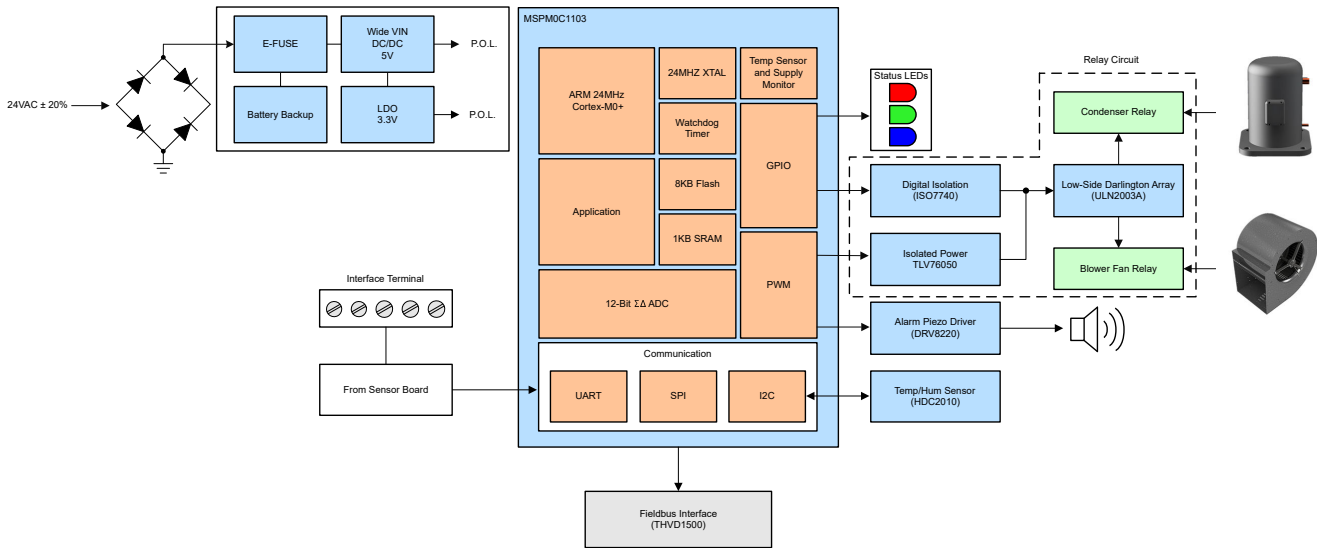 MSPM0C1103
E-FUSE
Wide VIN
DC/DC
5V
P.O.L.
24VAC ± 20%
Battery Backup
LDO
3.3V
P.O.L.
ARM 24MHz
Cortex-M0+
24MHZ XTAL
Temp Sensor
and Supply
Monitor
Watchdog
Timer
GPIO
Application
8KB Flash
1KB SRAM
PWM
12-Bit ΣΔ ADC
Communication
UART
SPI
I2C
Interface Terminal
From Sensor Board
Status LEDs
Relay Circuit
Condenser Relay
Digital Isolation
(ISO7740)
Low-Side Darlington Array
(ULN2003A)
Isolated Power
TLV76050
Blower Fan Relay
Alarm Piezo Driver
(DRV8220)
Temp/Hum Sensor
(HDC2010)
Fieldbus Interface
(THVD1500)